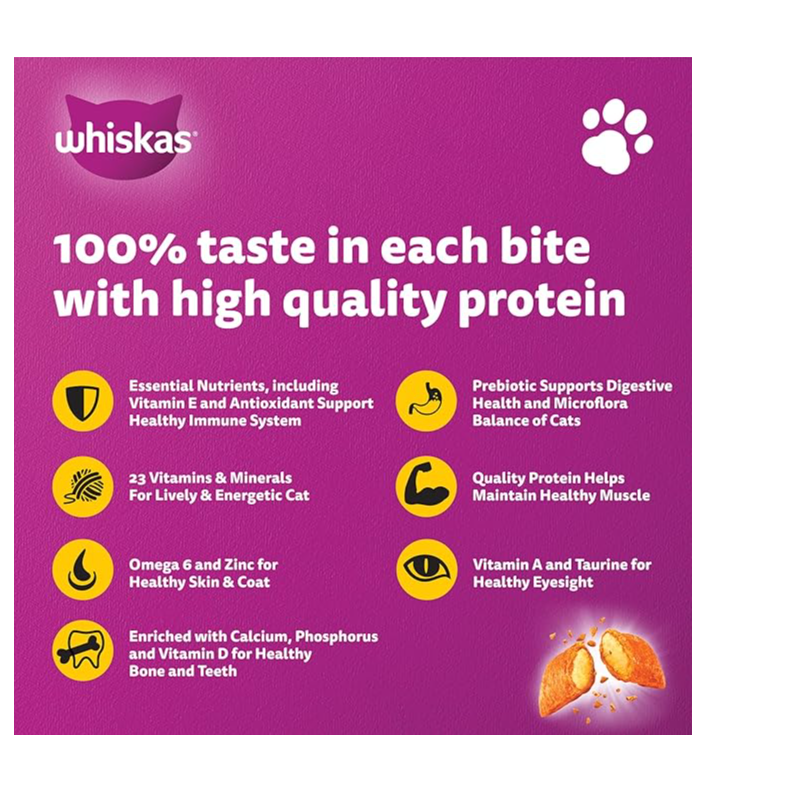 whiskas®
100% taste in each bite
with high quality protein
Essential Nutrients, including
Vitamin E and Antioxidant Support
Healthy Immune System
Prebiotic Supports Digestive
Health and Microflora
Balance of Cats
23 Vitamins & Minerals
For Lively & Energetic Cat
Quality Protein Helps
Maintain Healthy Muscle
Omega 6 and Zinc for
Healthy Skin & Coat
Vitamin A and Taurine for
Healthy Eyesight
Enriched with Calcium, Phosphorus
and Vitamin D for Healthy
Bone and Teeth